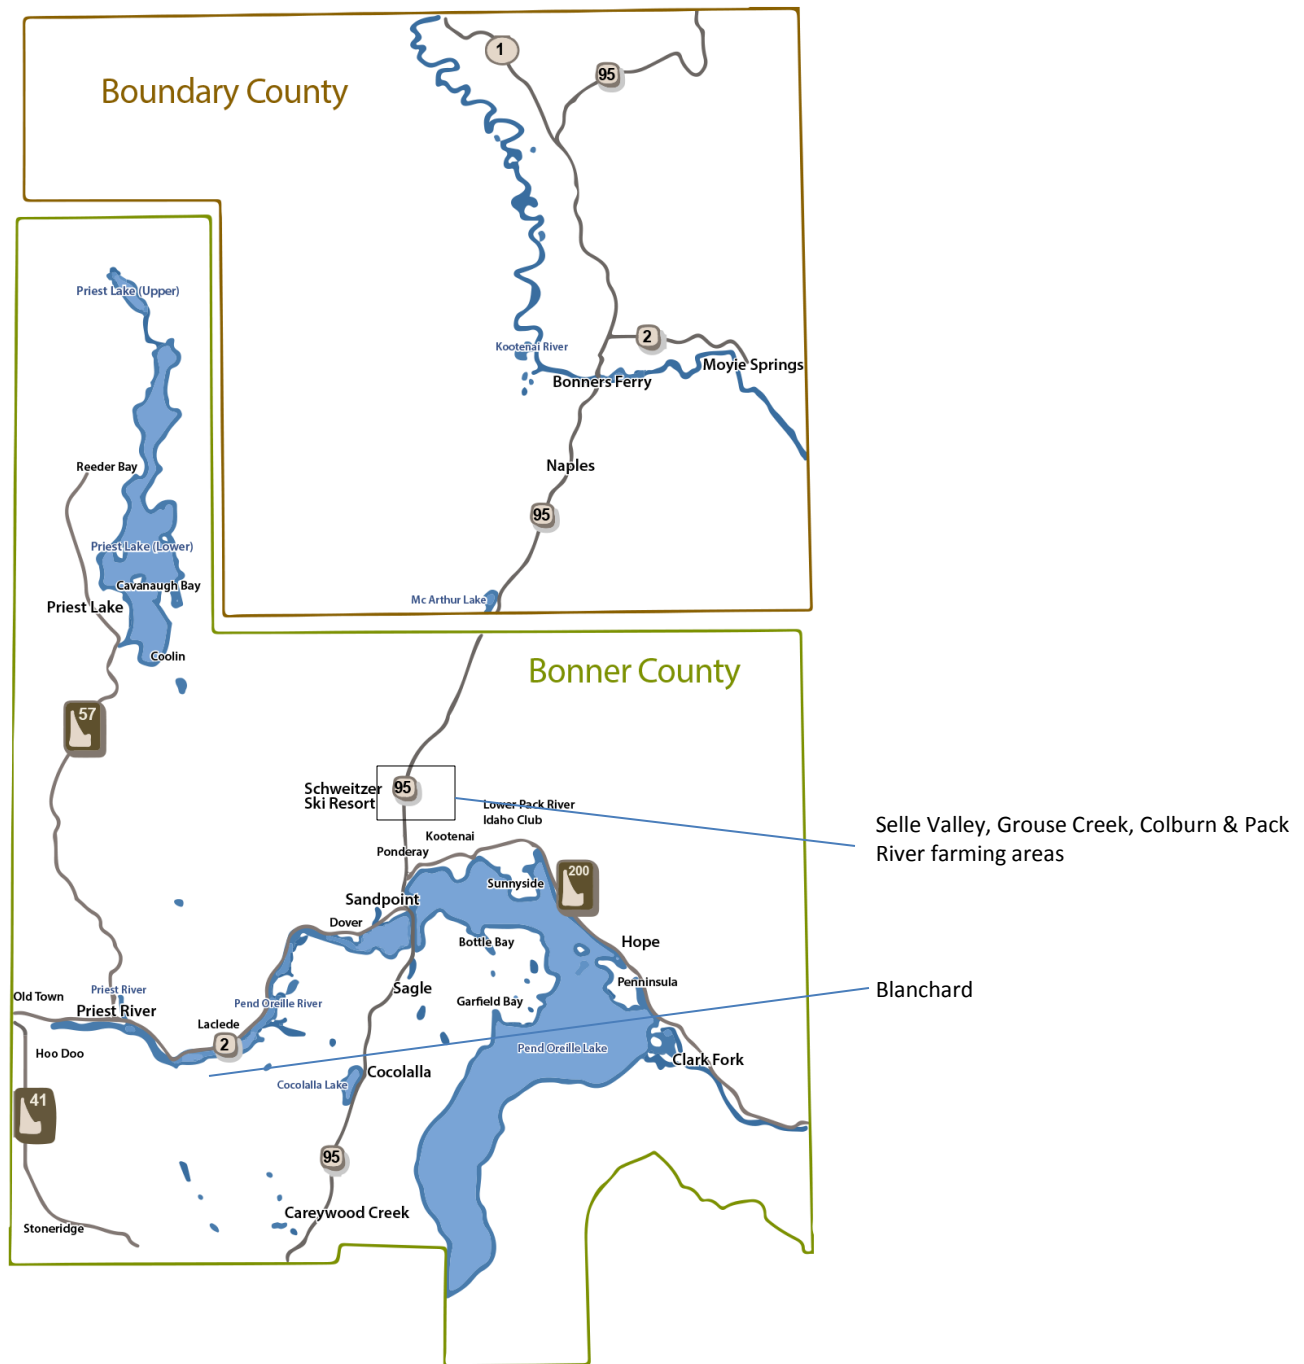 1
95
Boundary County
Priest Lake (Upper)
2
Kootenai River
Moyie Springs
Bonners Ferry
Reeder Bay
Naples
95
Priest Lake (Lower)
Cavanaugh Bay
Mc Arthur Lake
Priest Lake
Coolin
Bonner County
57
Schweitzer
Ski Resort
95
Lower Pack River
Idaho Club
Selle Valley, Grouse Creek, Colburn & Pack
River farming areas
Kootenai
Ponderay
Sunnyside
200
Sandpoint
Dover
Bottle Bay
Hope
Penninsula
Sagle
Priest River
Old Town
Priest River
Pend Oreille River
Garfield Bay
Blanchard
Laclede
2
Hoo Doo
Pend Oreille Lake
Clark Fork
Cocolalla
Cocolalla Lake
41
95
Careywood Creek
Stoneridge